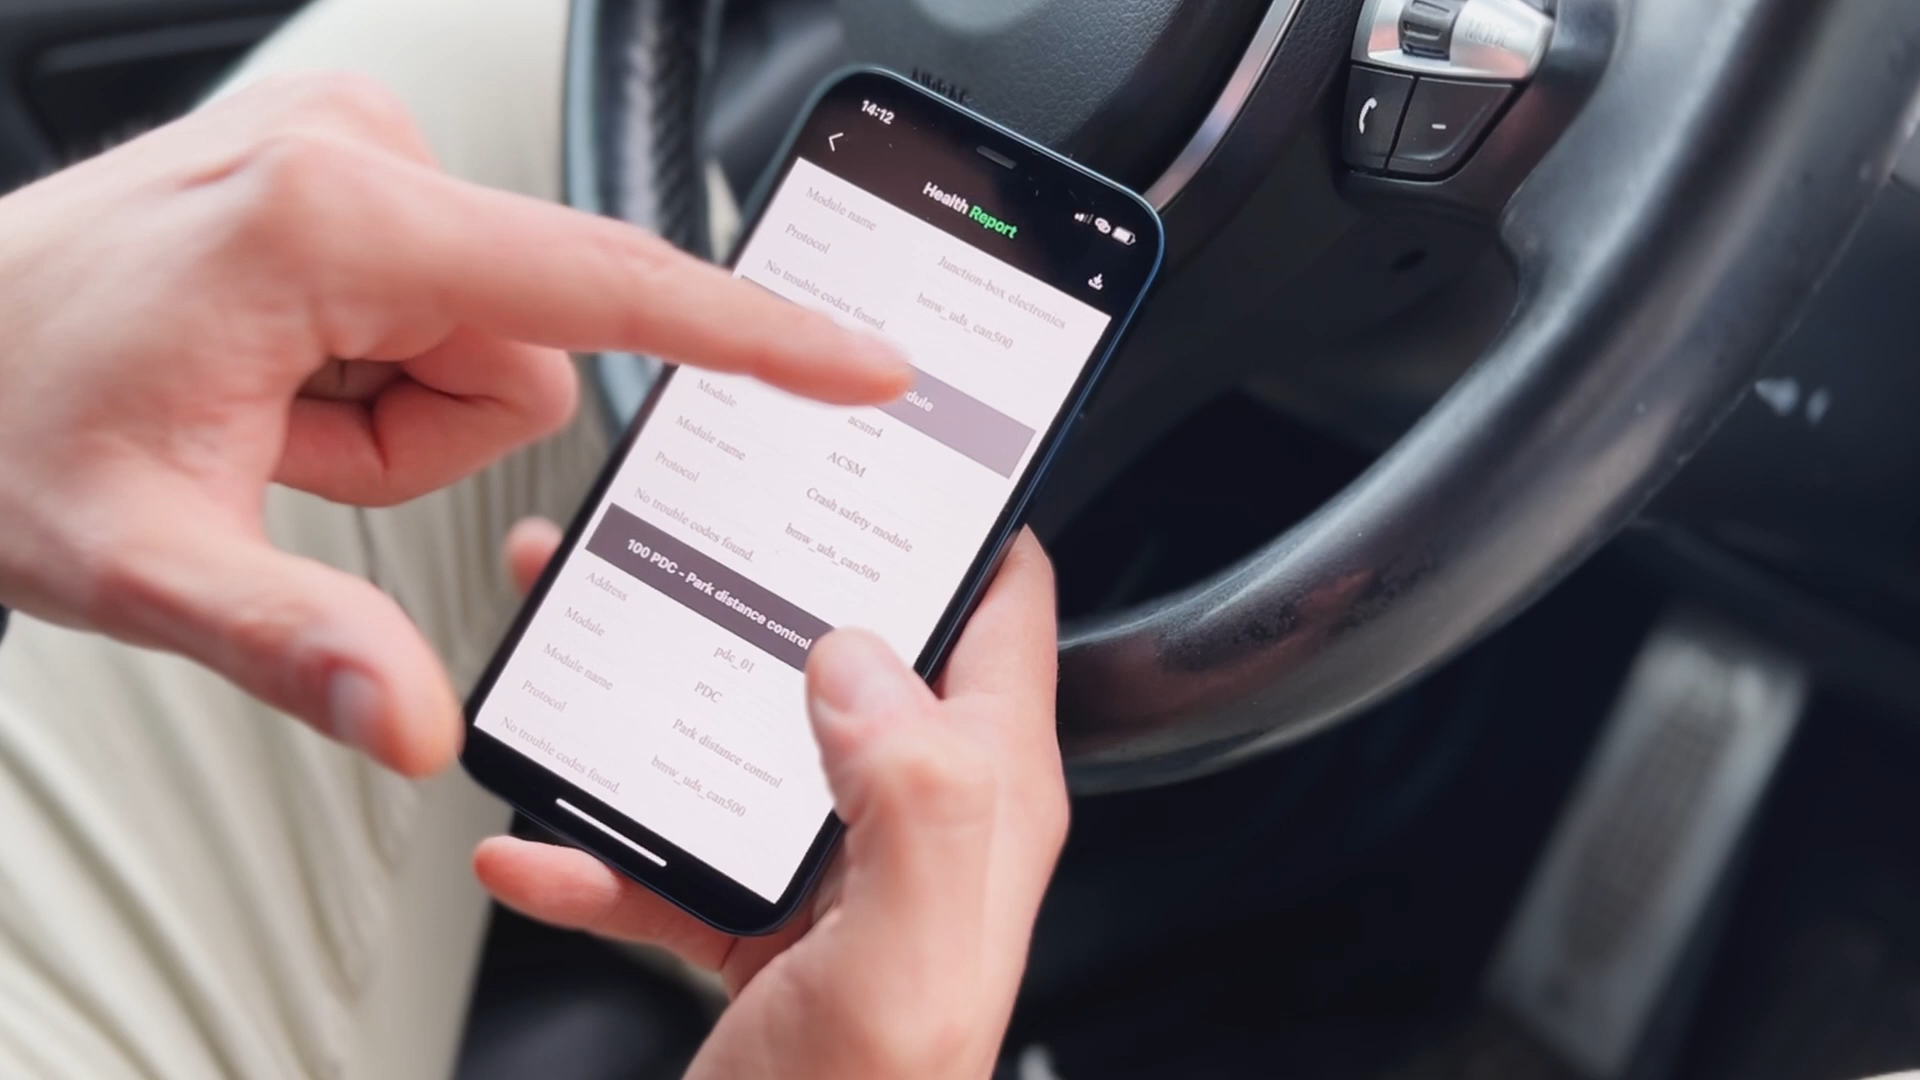 14:12
Health Report
Module name
Junction-box electronics
Protocol
bmw_uds_can500
No trouble codes found.
dule
acsm4
Module
ACSM
Module name
Crash safety module
Protocol
bmw_uds_can500
No trouble codes found.
100 PDC - Park distance control
Address
pdc_01
Module
PDC
Module name
Park distance control
Protocol
bmw_uds_can500
No trouble codes found.
MODE
-